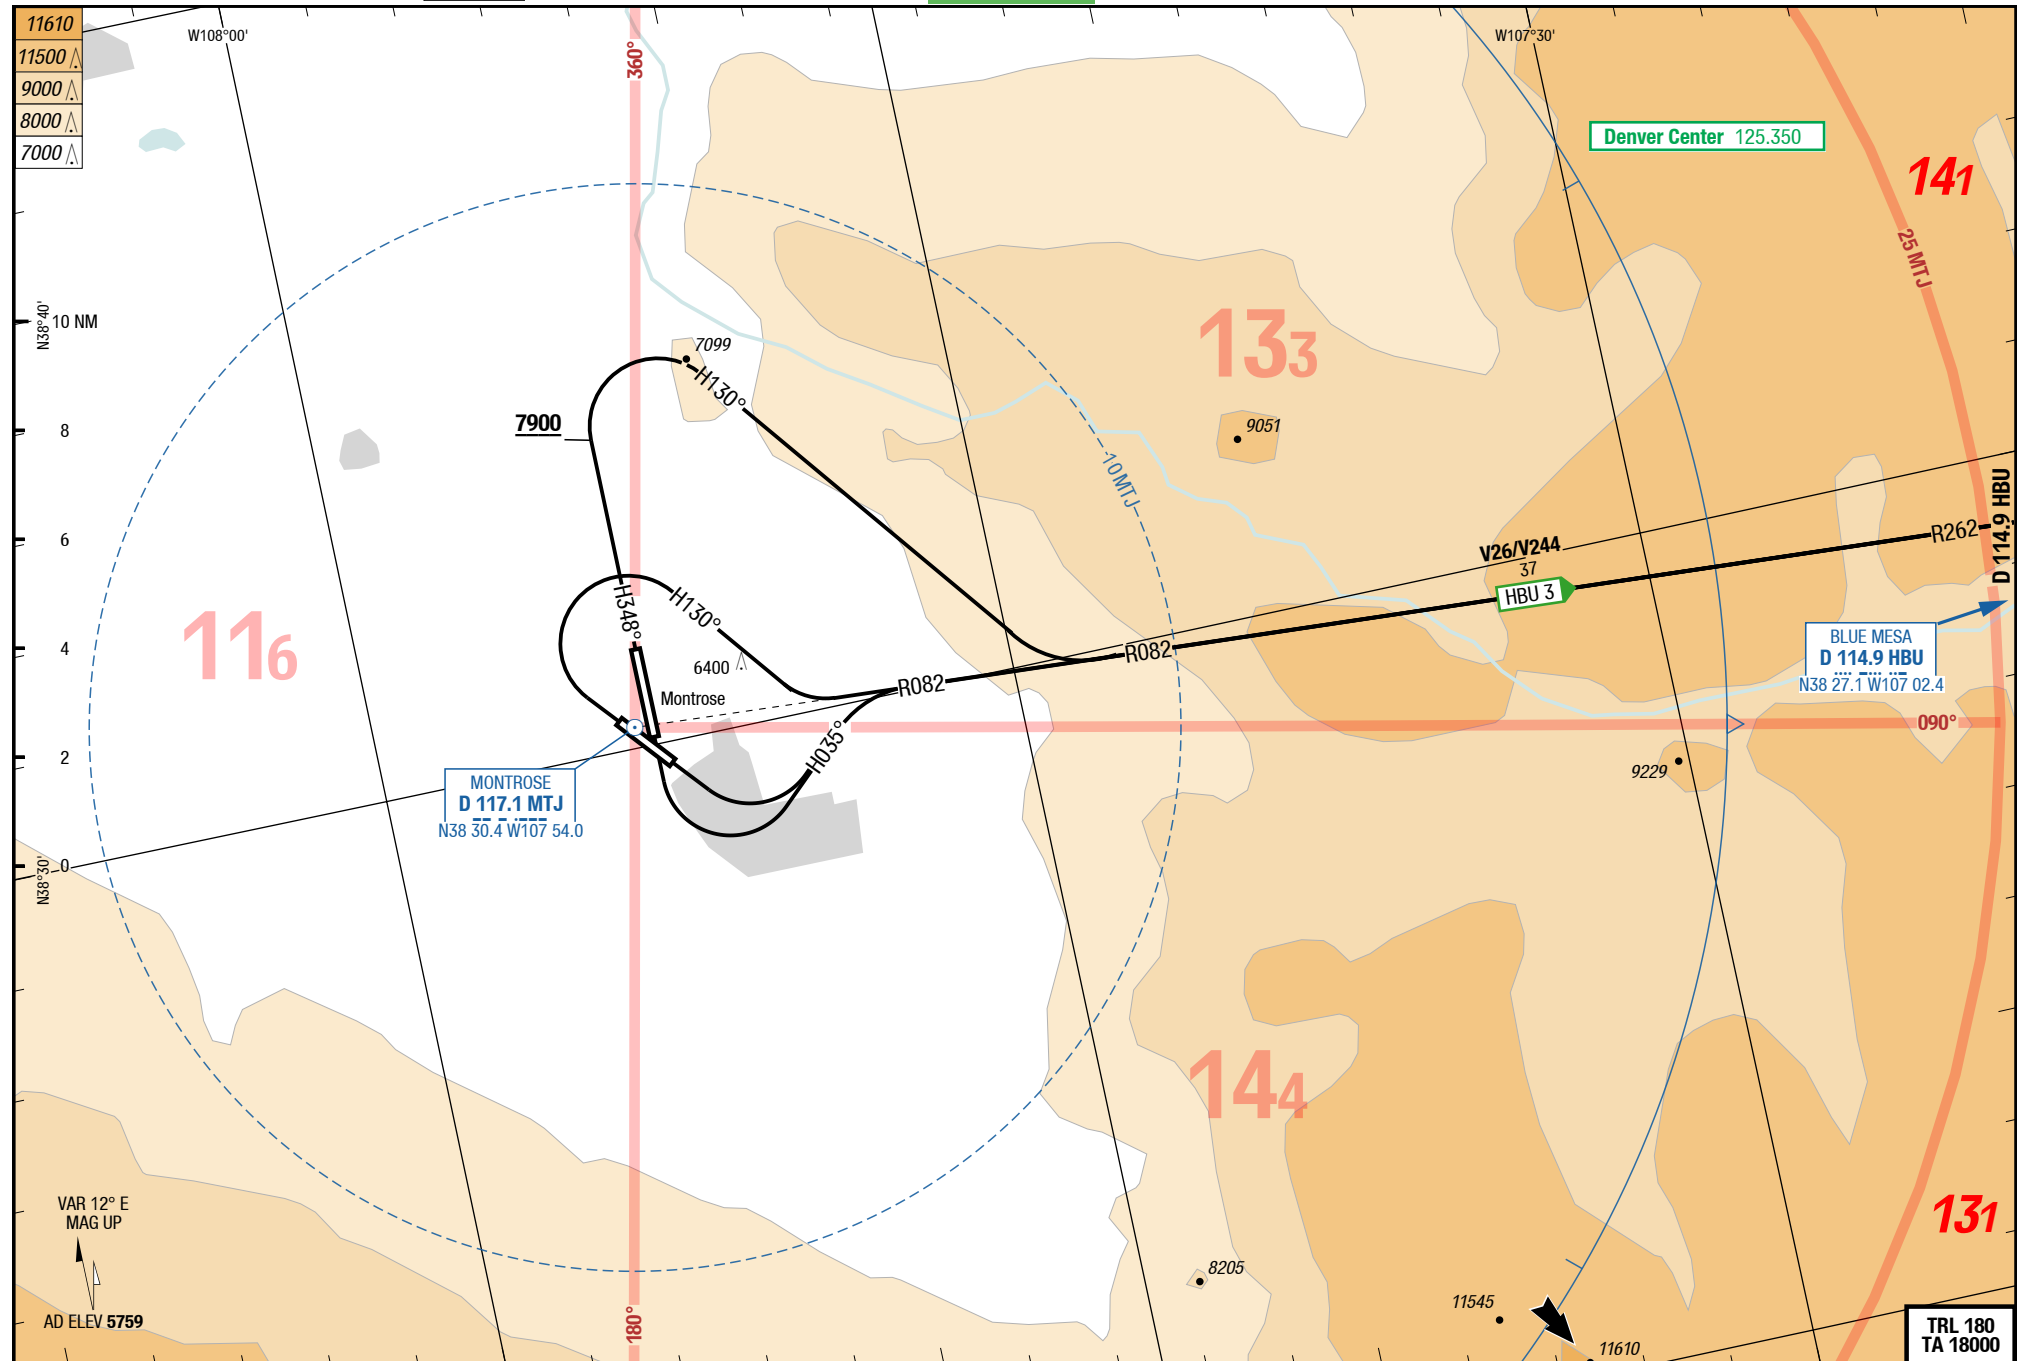 11610
11500
9000
8000
7000
W108°00'
360°
W107°30'
Denver Center 125.350
141
25 MTJ
N38°40'
10 NM
8
6
4
2
0
N38°30'
7099
H130°
7900
133
9051
10 MTJ
V26/V244
37
HBU 3
R262
D 114.9 HBU
H348°
H130°
6400
Montrose
R082
R082
116
BLUE MESA
D 114.9 HBU
N38 27.1 W107 02.4
090°
9229
H035°
MONTROSE
D 117.1 MTJ
N38 30.4 W107 54.0
144
131
VAR 12° E
MAG UP
AD ELEV 5759
180°
8205
11545
11610
TRL 180
TA 18000